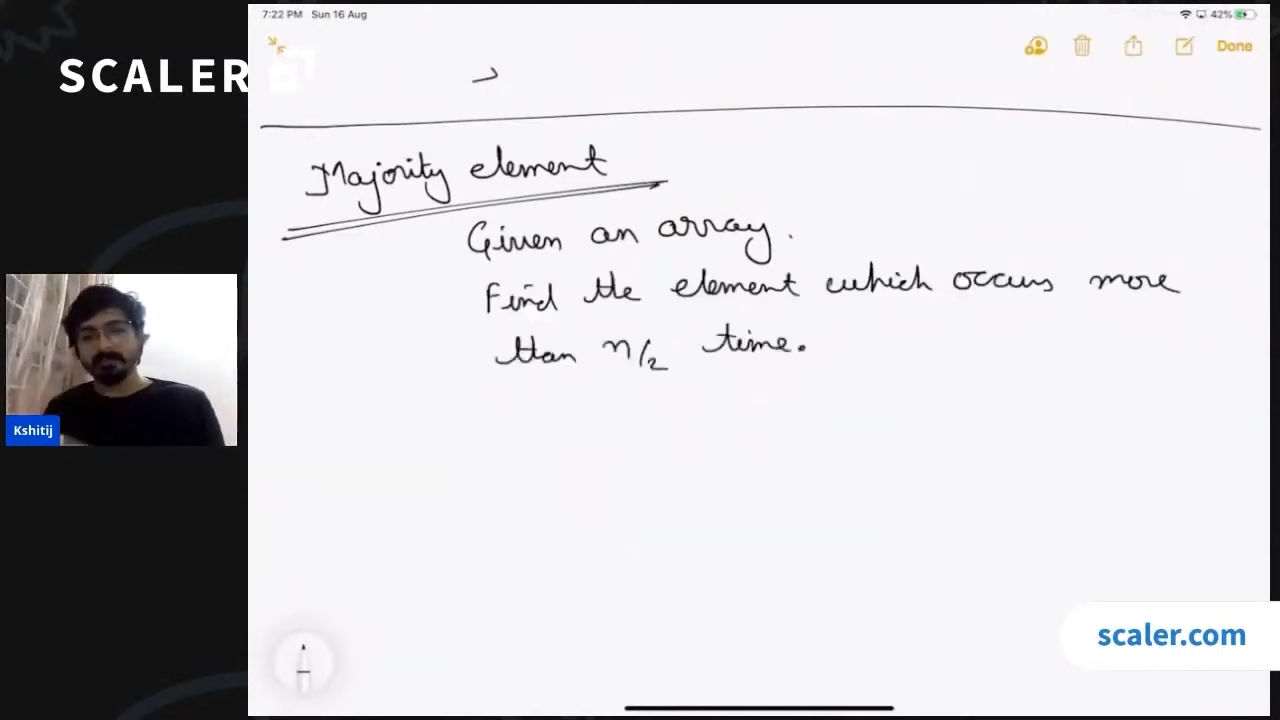 7:22 PM Sun 16 Aug
42%
SCALER
Done
Majority element
Given an array.
Find the element which occurs more
than n/2 time.
Kshitij
scaler.com